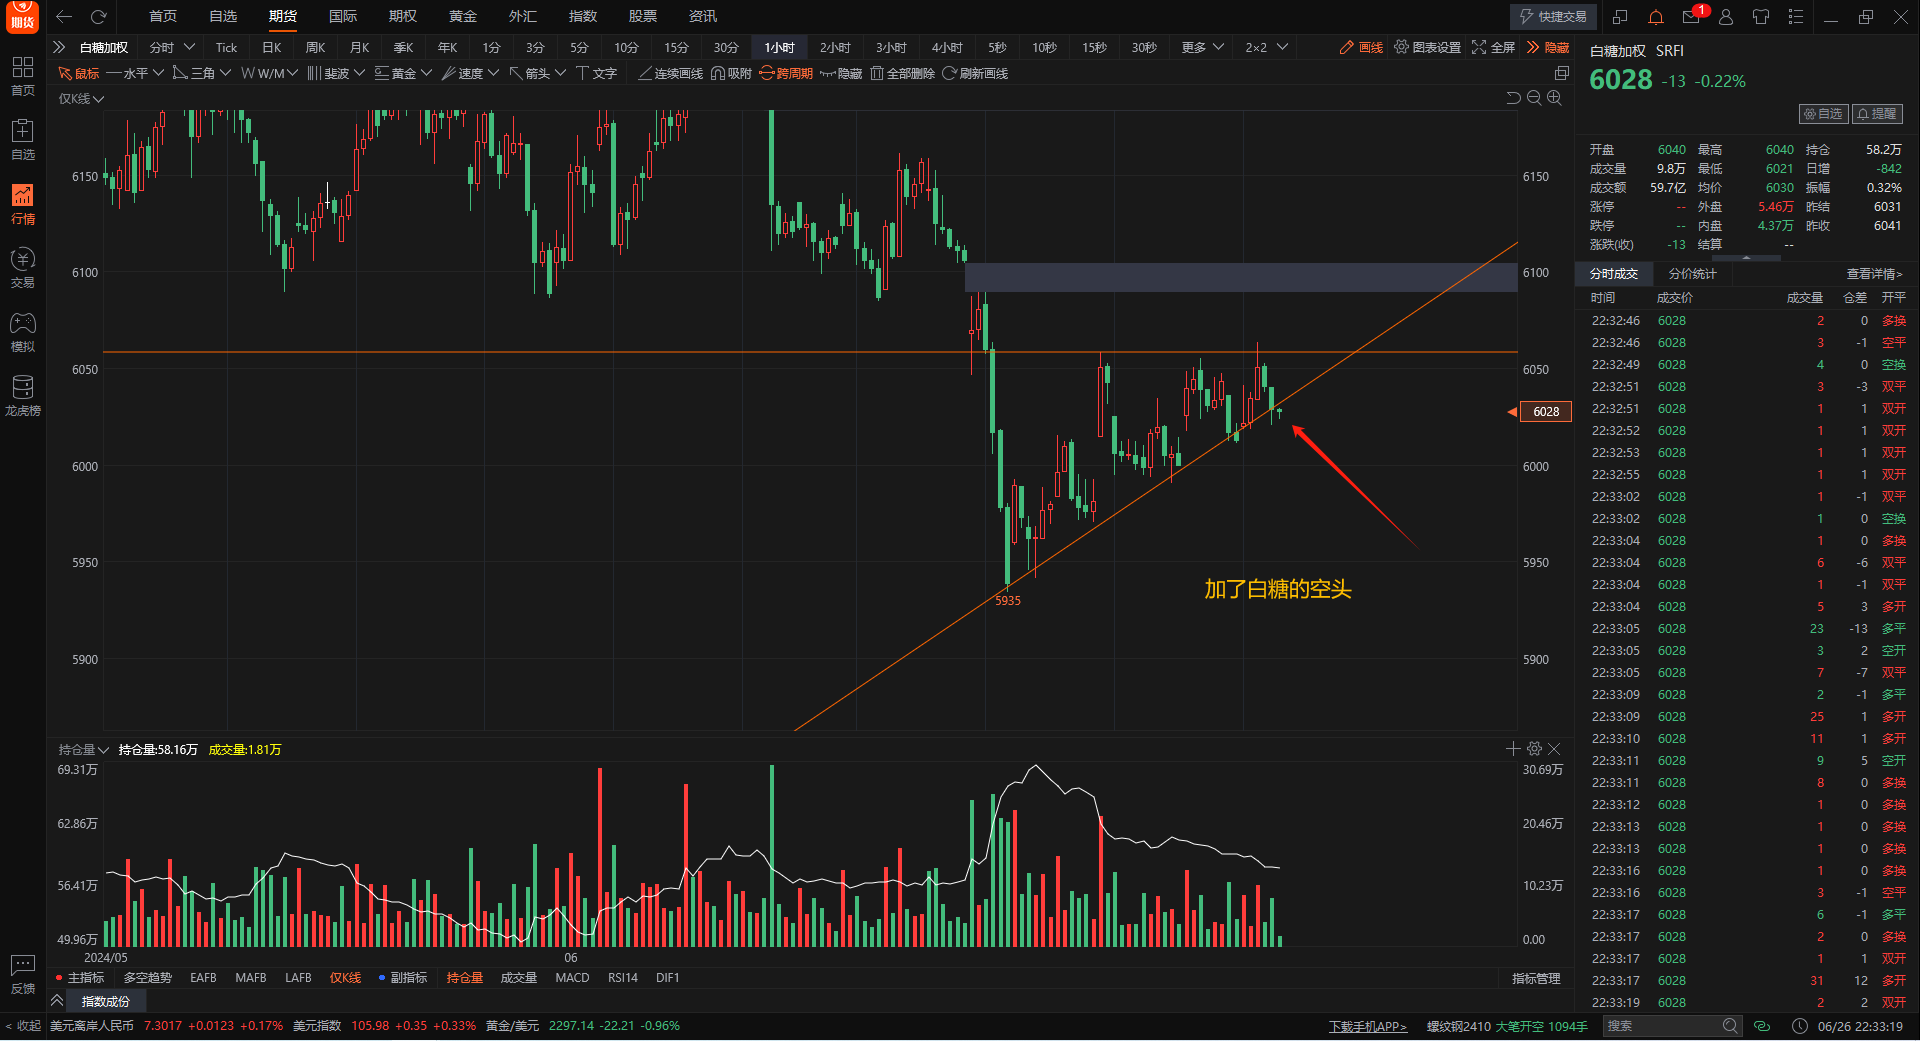 期货 首页 自选 期货 国际 期权 黄金 外汇 指数 股票 资讯 快捷交易 1
白糖加权 分时 Tick 日K 周K 月K 季K 年K 1分 3分 5分 10分 15分 30分 1小时 2小时 3小时 4小时 5秒 10秒 15秒 30秒 更多 2×2 画线 图表设置 全屏 隐藏
鼠标 水平 三角 W/M 斐波 黄金 速度 箭头 文字 连续画线 吸附 跨周期 隐藏 全部删除 刷新画线
仅K线
首页
自选
行情
交易
模拟
龙虎榜
反馈
6150 6150
6100 6100
6050 6050
6028
6000 6000
5950 5950
5935
加了白糖的空头
5900 5900
持仓量 持仓量:58.16万 成交量:1.81万
69.31万 30.69万
62.86万 20.46万
56.41万 10.23万
49.96万 0.00
2024/05 06
主指标 多空趋势 EAFB MAFB LAFB 仅K线 副指标 持仓量 成交量 MACD RSI14 DIF1 指标管理
指数成份
白糖加权 SRFI
6028 -13 -0.22%
自选 提醒
开盘 6040 最高 6040 持仓 58.2万
成交量 9.8万 最低 6021 日增 -842
成交额 59.7亿 均价 6030 振幅 0.32%
涨停 -- 外盘 5.46万 昨结 6031
跌停 -- 内盘 4.37万 昨收 6041
涨跌(收) -13 结算 --
分时成交 分价统计 查看详情>
时间 成交价 成交量 仓差 开平
22:32:46 6028 2 0 多换
22:32:46 6028 3 -1 空平
22:32:49 6028 4 0 空换
22:32:51 6028 3 -3 双平
22:32:51 6028 1 1 双开
22:32:52 6028 1 1 双开
22:32:53 6028 1 1 双开
22:32:55 6028 1 1 双开
22:33:02 6028 1 -1 双平
22:33:02 6028 1 0 空换
22:33:04 6028 1 0 多换
22:33:04 6028 6 -6 双平
22:33:04 6028 1 -1 双平
22:33:04 6028 5 3 多开
22:33:05 6028 23 -13 多平
22:33:05 6028 3 2 空开
22:33:05 6028 7 -7 双平
22:33:09 6028 2 -1 多平
22:33:09 6028 25 1 多开
22:33:10 6028 11 1 多开
22:33:11 6028 9 5 空开
22:33:11 6028 8 0 多换
22:33:12 6028 1 0 多换
22:33:13 6028 1 0 多换
22:33:13 6028 1 0 多换
22:33:16 6028 1 0 多换
22:33:16 6028 3 -1 空平
22:33:17 6028 6 -1 多平
22:33:17 6028 2 0 多换
22:33:17 6028 1 1 双开
22:33:17 6028 31 12 多开
22:33:19 6028 2 2 双开
< 收起 美元离岸人民币 7.3017 +0.0123 +0.17% 美元指数 105.98 +0.35 +0.33% 黄金/美元 2297.14 -22.21 -0.96% 下载手机APP> 螺纹钢2410 大笔开空 1094手 搜索 06/26 22:33:19